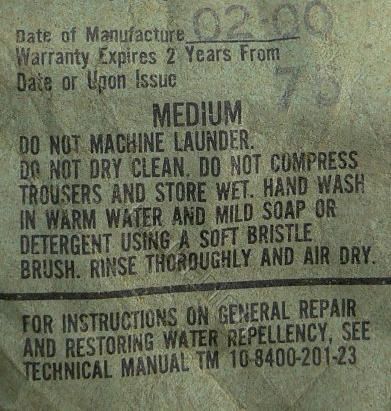 Date of Manufacture 02-00
Warranty Expires 2 Years From
Date or Upon Issue
MEDIUM
DO NOT MACHINE LAUNDER.
DO NOT DRY CLEAN. DO NOT COMPRESS
TROUSERS AND STORE WET. HAND WASH
IN WARM WATER AND MILD SOAP OR
DETERGENT USING A SOFT BRISTLE
BRUSH. RINSE THOROUGHLY AND AIR DRY.
FOR INSTRUCTIONS ON GENERAL REPAIR
AND RESTORING WATER REPELLENCY, SEE
TECHNICAL MANUAL TM 10-8400-201-23